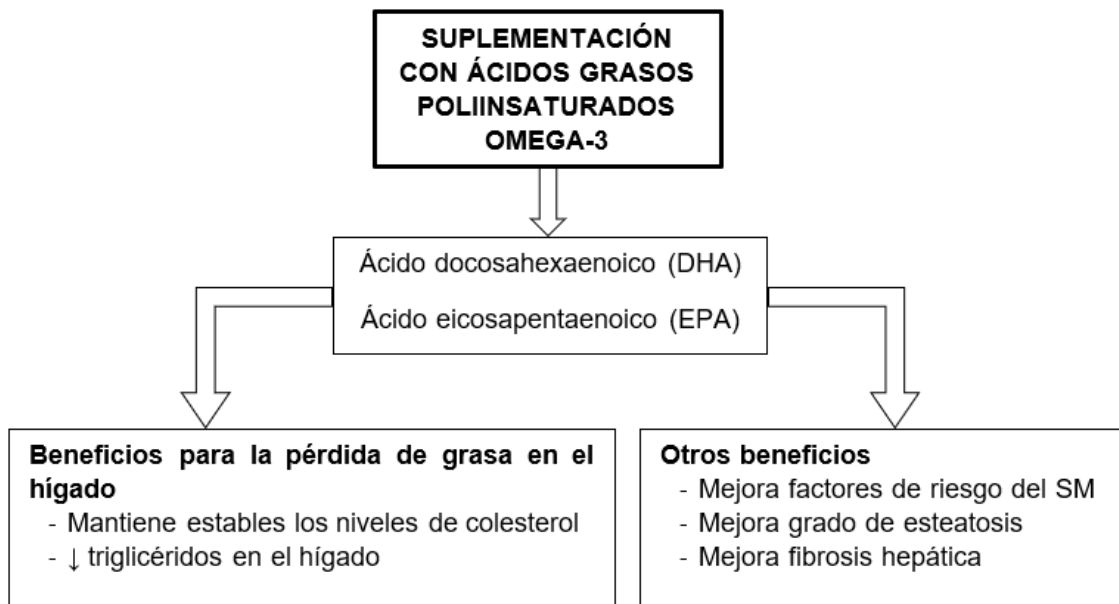 SUPLEMENTACIÓN
CON ÁCIDOS GRASOS
POLIINSATURADOS
OMEGA-3
Ácido docosahexaenoico (DHA)
Ácido eicosapentaenoico (EPA)
Beneficios para la pérdida de grasa en el
hígado
- Mantiene estables los niveles de colesterol
- ↓ triglicéridos en el hígado
Otros beneficios
- Mejora factores de riesgo del SM
- Mejora grado de esteatosis
- Mejora fibrosis hepática